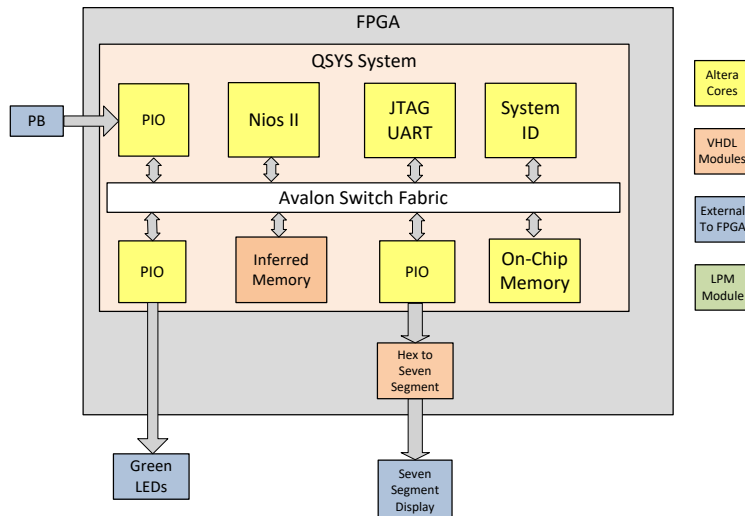 FPGA
QSYS System
Altera
Cores
PB
PIO
Nios II
JTAG
UART
System
ID
VHDL
Modules
Avalon Switch Fabric
External
To FPGA
PIO
Inferred
Memory
PIO
On-Chip
Memory
LPM
Module
Hex to
Seven
Segment
Green
LEDs
Seven
Segment
Display